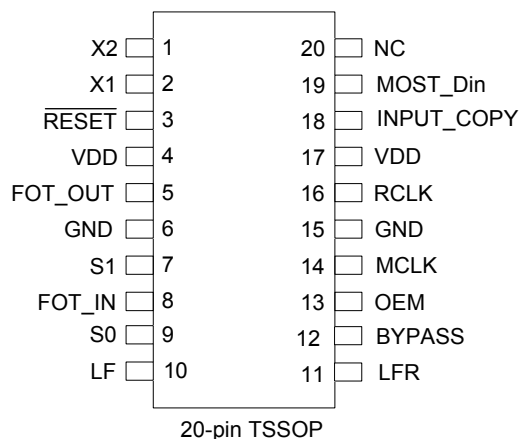 X2 1 20 NC
X1 2 19 MOST_Din
RESET 3 18 INPUT_COPY
VDD 4 17 VDD
FOT_OUT 5 16 RCLK
GND 6 15 GND
S1 7 14 MCLK
FOT_IN 8 13 OEM
S0 9 12 BYPASS
LF 10 11 LFR
20-pin TSSOP